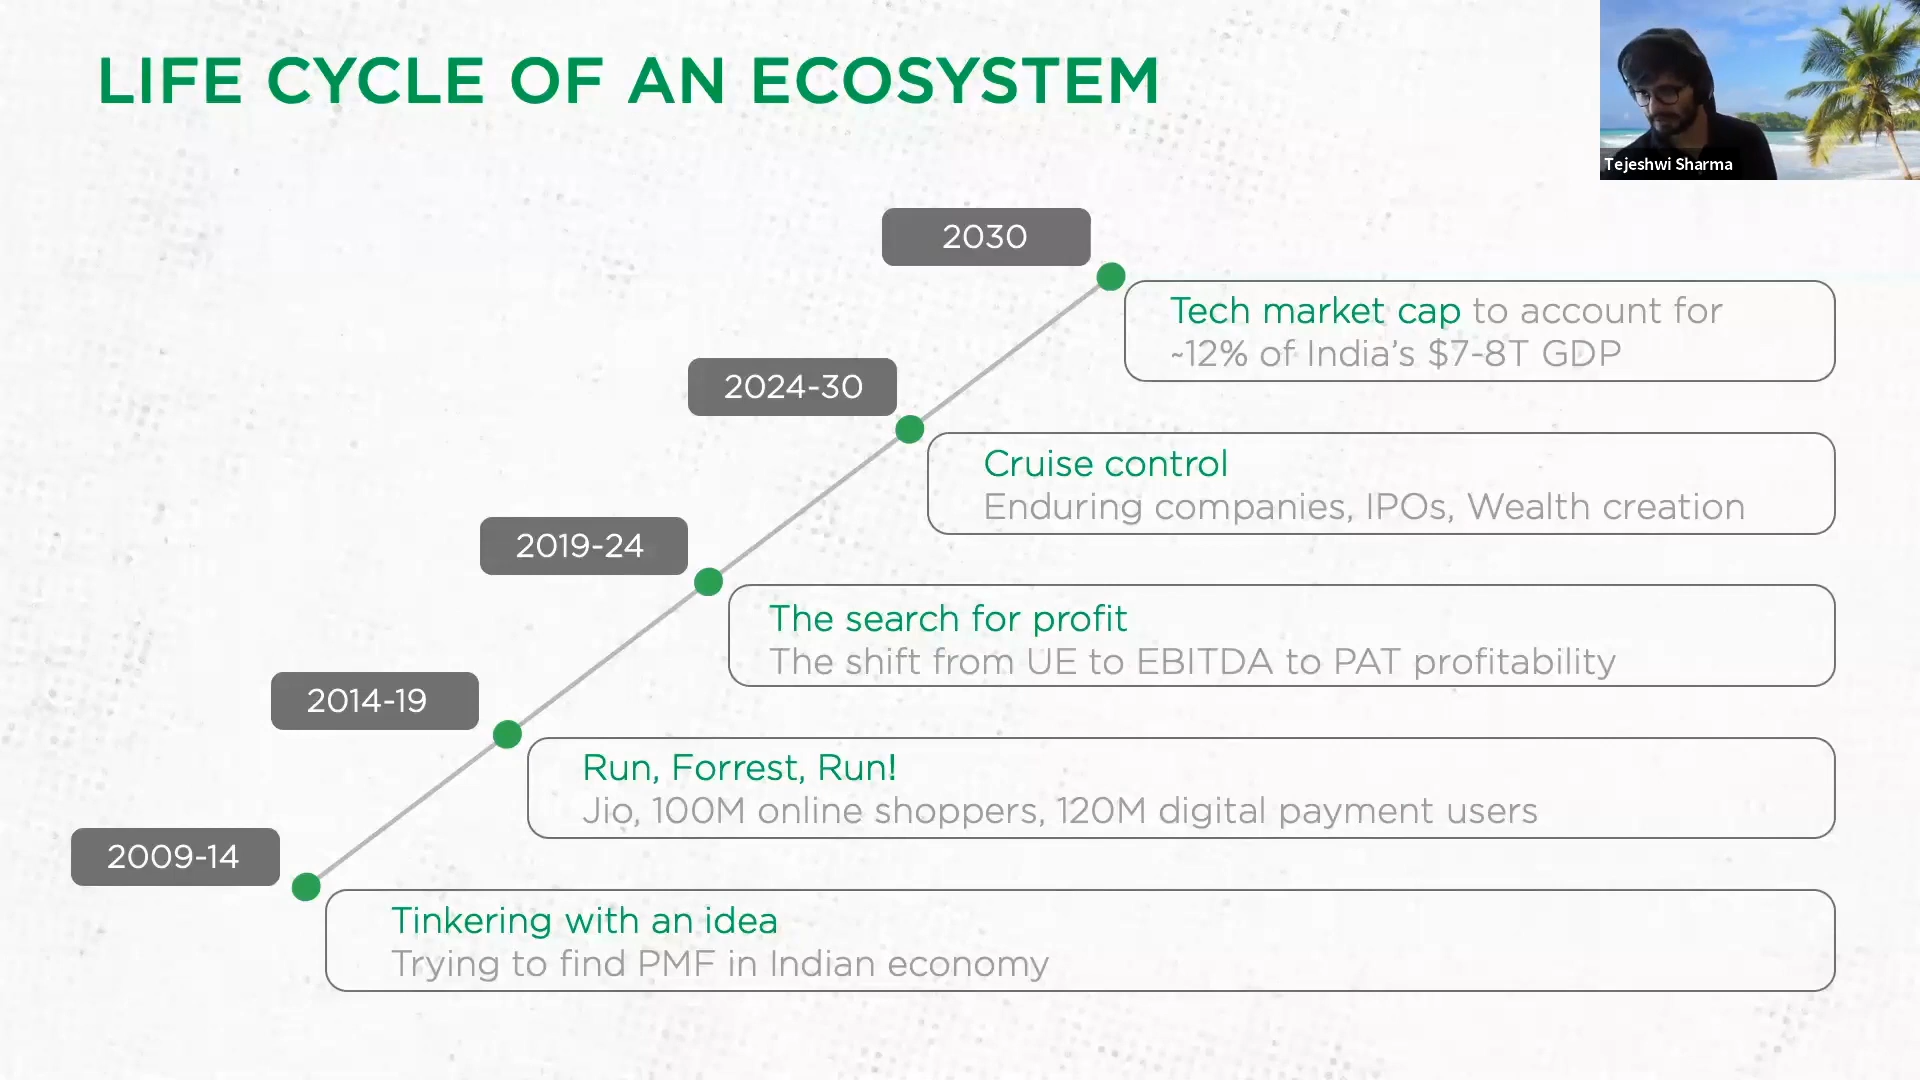 LIFE CYCLE OF AN ECOSYSTEM
Tejeshwi Sharma
2030
Tech market cap to account for
~12% of India’s $7-8T GDP
2024-30
Cruise control
Enduring companies, IPOs, Wealth creation
2019-24
The search for profit
The shift from UE to EBITDA to PAT profitability
2014-19
Run, Forrest, Run!
Jio, 100M online shoppers, 120M digital payment users
2009-14
Tinkering with an idea
Trying to find PMF in Indian economy